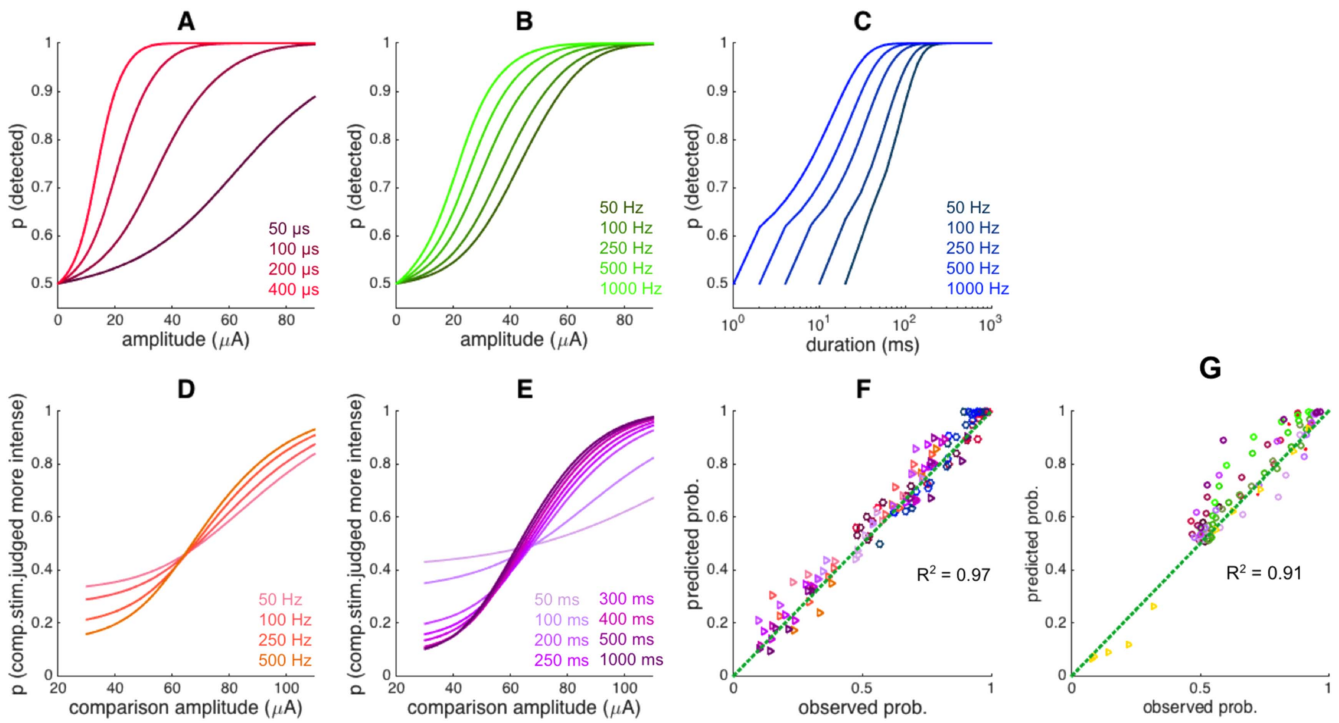 A
p (detected)
1
0.9
0.8
0.7
0.6
0.5
0
20
40
60
80
amplitude (μA)
50 µs
100 µs
200 µs
400 µs
B
p (detected)
1
0.9
0.8
0.7
0.6
0.5
0
20
40
60
80
amplitude (μA)
50 Hz
100 Hz
250 Hz
500 Hz
1000 Hz
C
p (detected)
1
0.9
0.8
0.7
0.6
0.5
10⁰
10¹
10²
10³
duration (ms)
50 Hz
100 Hz
250 Hz
500 Hz
1000 Hz
D
p (comp.stim.judged more intense)
1
0.8
0.6
0.4
0.2
0
20
40
60
80
100
comparison amplitude (μA)
50 Hz
100 Hz
250 Hz
500 Hz
E
p (comp.stim.judged more intense)
1
0.8
0.6
0.4
0.2
0
20
40
60
80
100
comparison amplitude (μA)
50 ms 300 ms
100 ms 400 ms
200 ms 500 ms
250 ms 1000 ms
F
predicted prob.
1
0.8
0.6
0.4
0.2
0
0
0.5
1
observed prob.
R² = 0.97
G
predicted prob.
1
0.8
0.6
0.4
0.2
0
0
0.5
1
observed prob.
R² = 0.91